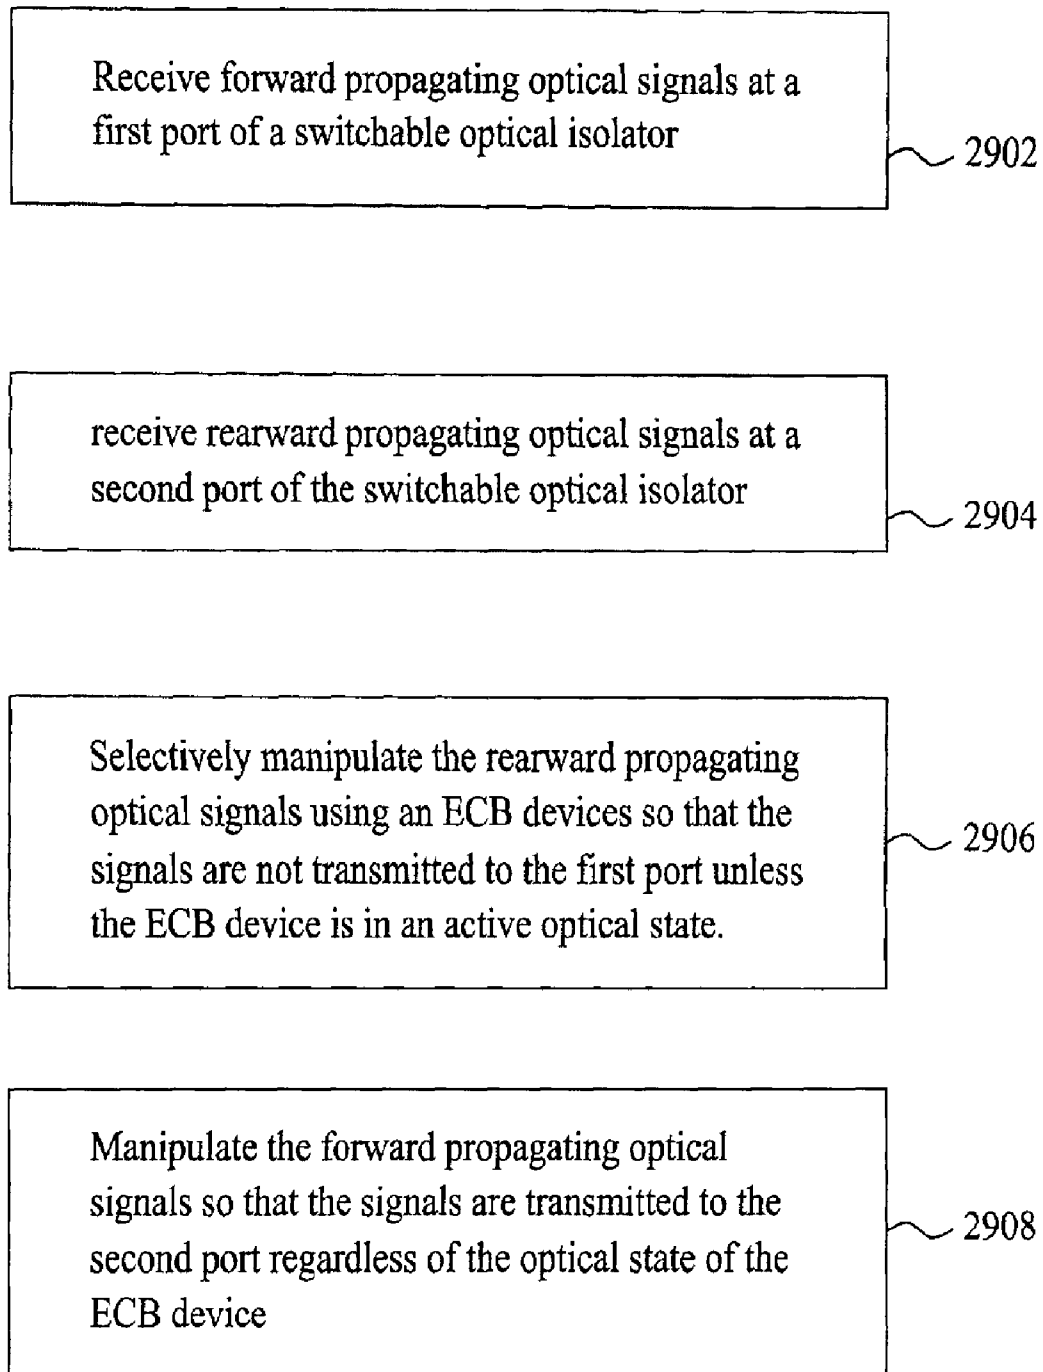 Receive forward propagating optical signals at a
first port of a switchable optical isolator
2902
receive rearward propagating optical signals at a
second port of the switchable optical isolator
2904
Selectively manipulate the rearward propagating
optical signals using an ECB devices so that the
signals are not transmitted to the first port unless
the ECB device is in an active optical state.
2906
Manipulate the forward propagating optical
signals so that the signals are transmitted to the
second port regardless of the optical state of the
ECB device
2908